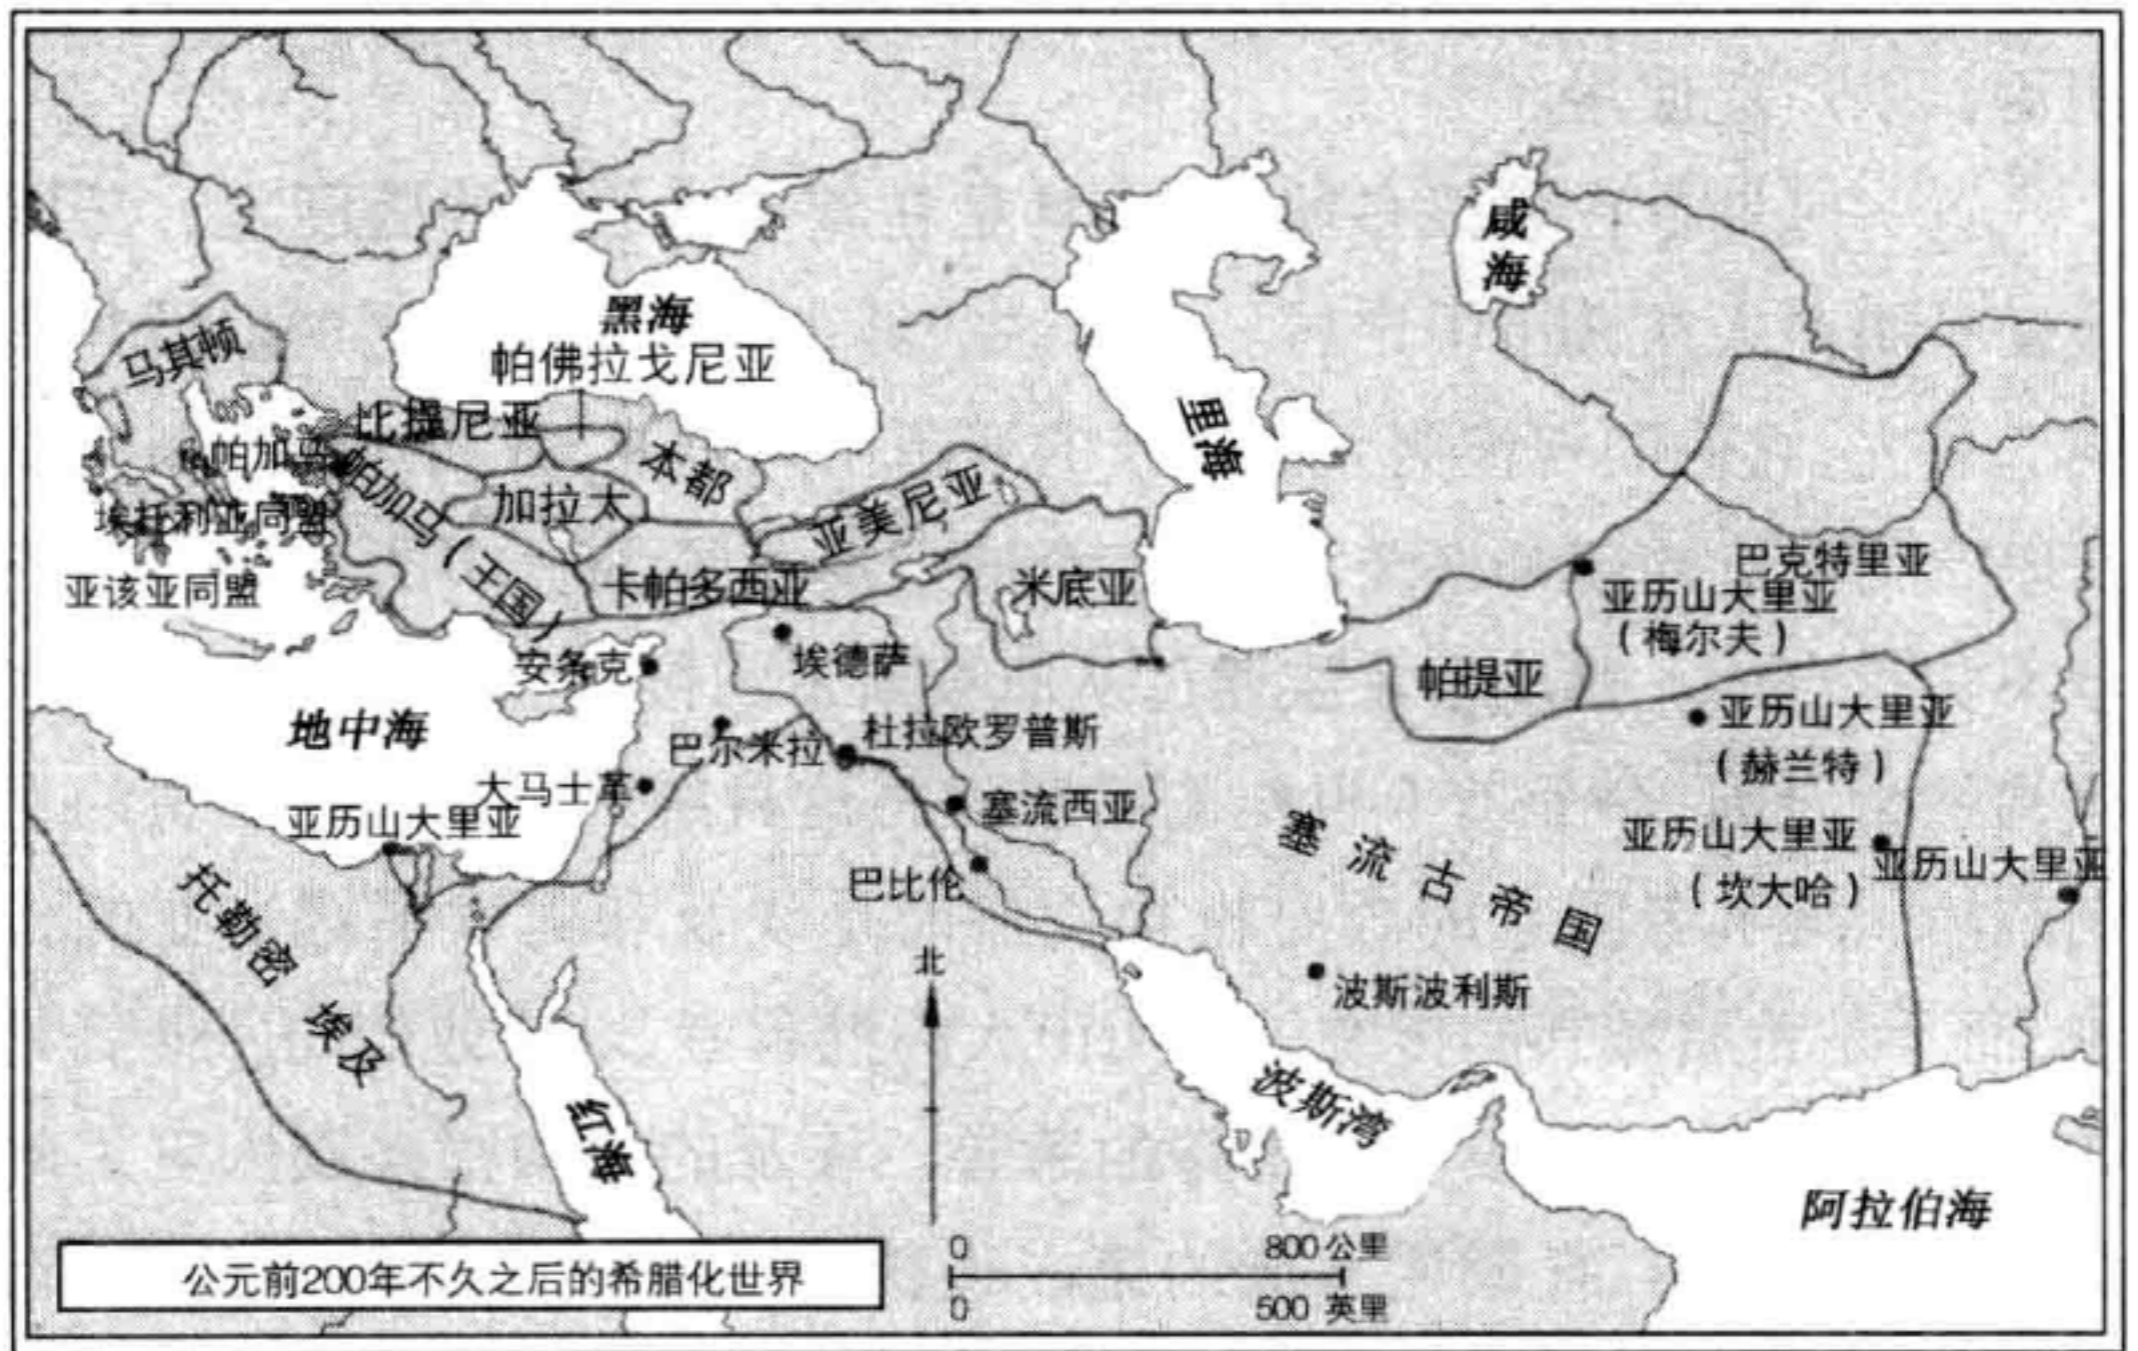 咸海
黑海
帕佛拉戈尼亚
马其顿
里海
比提尼亚
帕加马
本都
帕加马（王国）
加拉太
亚美尼亚
埃托利亚同盟
亚该亚同盟
卡帕多西亚
米底亚
巴克特里亚
亚历山大里亚
（梅尔夫）
安条克
埃德萨
帕提亚
地中海
巴尔米拉
杜拉欧罗普斯
亚历山大里亚
（赫兰特）
大马士革
亚历山大里亚
塞流西亚
塞流古帝国
亚历山大里亚
（坎大哈）
亚历山大里亚
巴比伦
托勒密 埃及
北
波斯波利斯
红海
波斯湾
阿拉伯海
0 800公里
0 500 英里
公元前200年不久之后的希腊化世界